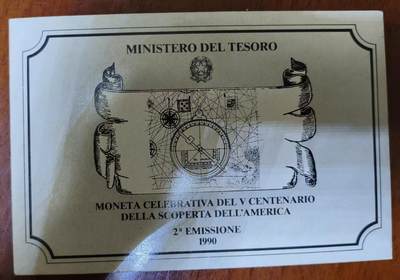 MINISTERO DEL TESORO
MONETA CELEBRATIVA DEL V CENTENARIO
DELLA SCOPERTA DELL'AMERICA
2ª EMISSIONE
1990